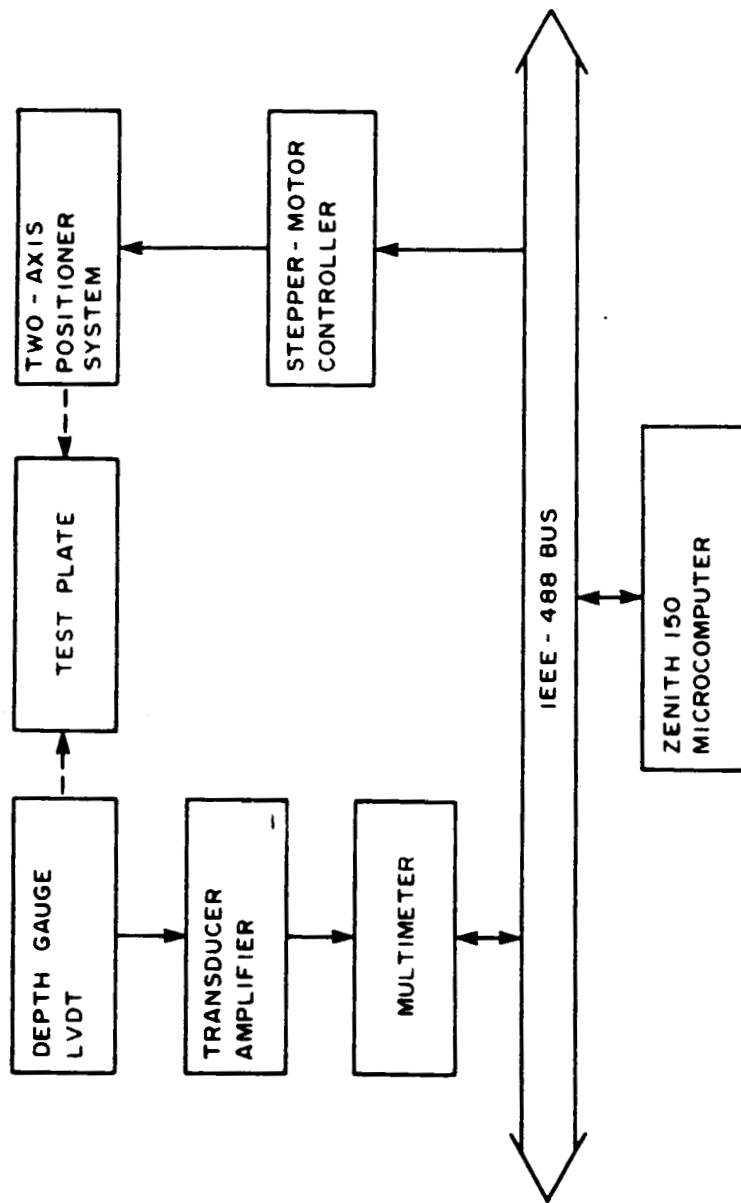 DEPTH GAUGE
LVDT
TEST PLATE
TWO-AXIS
POSITIONER
SYSTEM
TRANSDUCER
AMPLIFIER
STEPPER-MOTOR
CONTROLLER
MULTIMETER
IEEE-488 BUS
ZENITH 150
MICROCOMPUTER